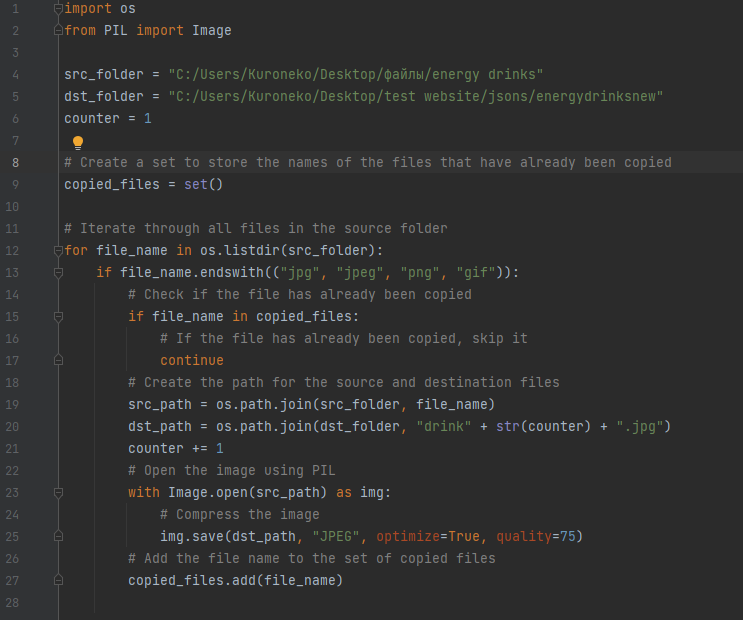 1 import os
2 from PIL import Image
3
4 src_folder = "C:/Users/Kuroneko/Desktop/файлы/energy drinks"
5 dst_folder = "C:/Users/Kuroneko/Desktop/test website/jsons/energydrinksnew"
6 counter = 1
7
8 # Create a set to store the names of the files that have already been copied
9 copied_files = set()
10
11 # Iterate through all files in the source folder
12 for file_name in os.listdir(src_folder):
13     if file_name.endswith(("jpg", "jpeg", "png", "gif")):
14         # Check if the file has already been copied
15         if file_name in copied_files:
16             # If the file has already been copied, skip it
17             continue
18         # Create the path for the source and destination files
19         src_path = os.path.join(src_folder, file_name)
20         dst_path = os.path.join(dst_folder, "drink" + str(counter) + ".jpg")
21         counter += 1
22         # Open the image using PIL
23         with Image.open(src_path) as img:
24             # Compress the image
25             img.save(dst_path, "JPEG", optimize=True, quality=75)
26         # Add the file name to the set of copied files
27         copied_files.add(file_name)
28